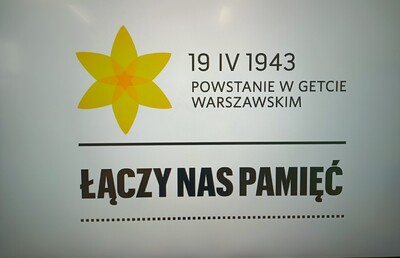 19 IV 1943
POWSTANIE W GETCIE
WARSZAWSKIM
ŁĄCZY NAS PAMIĘĆ